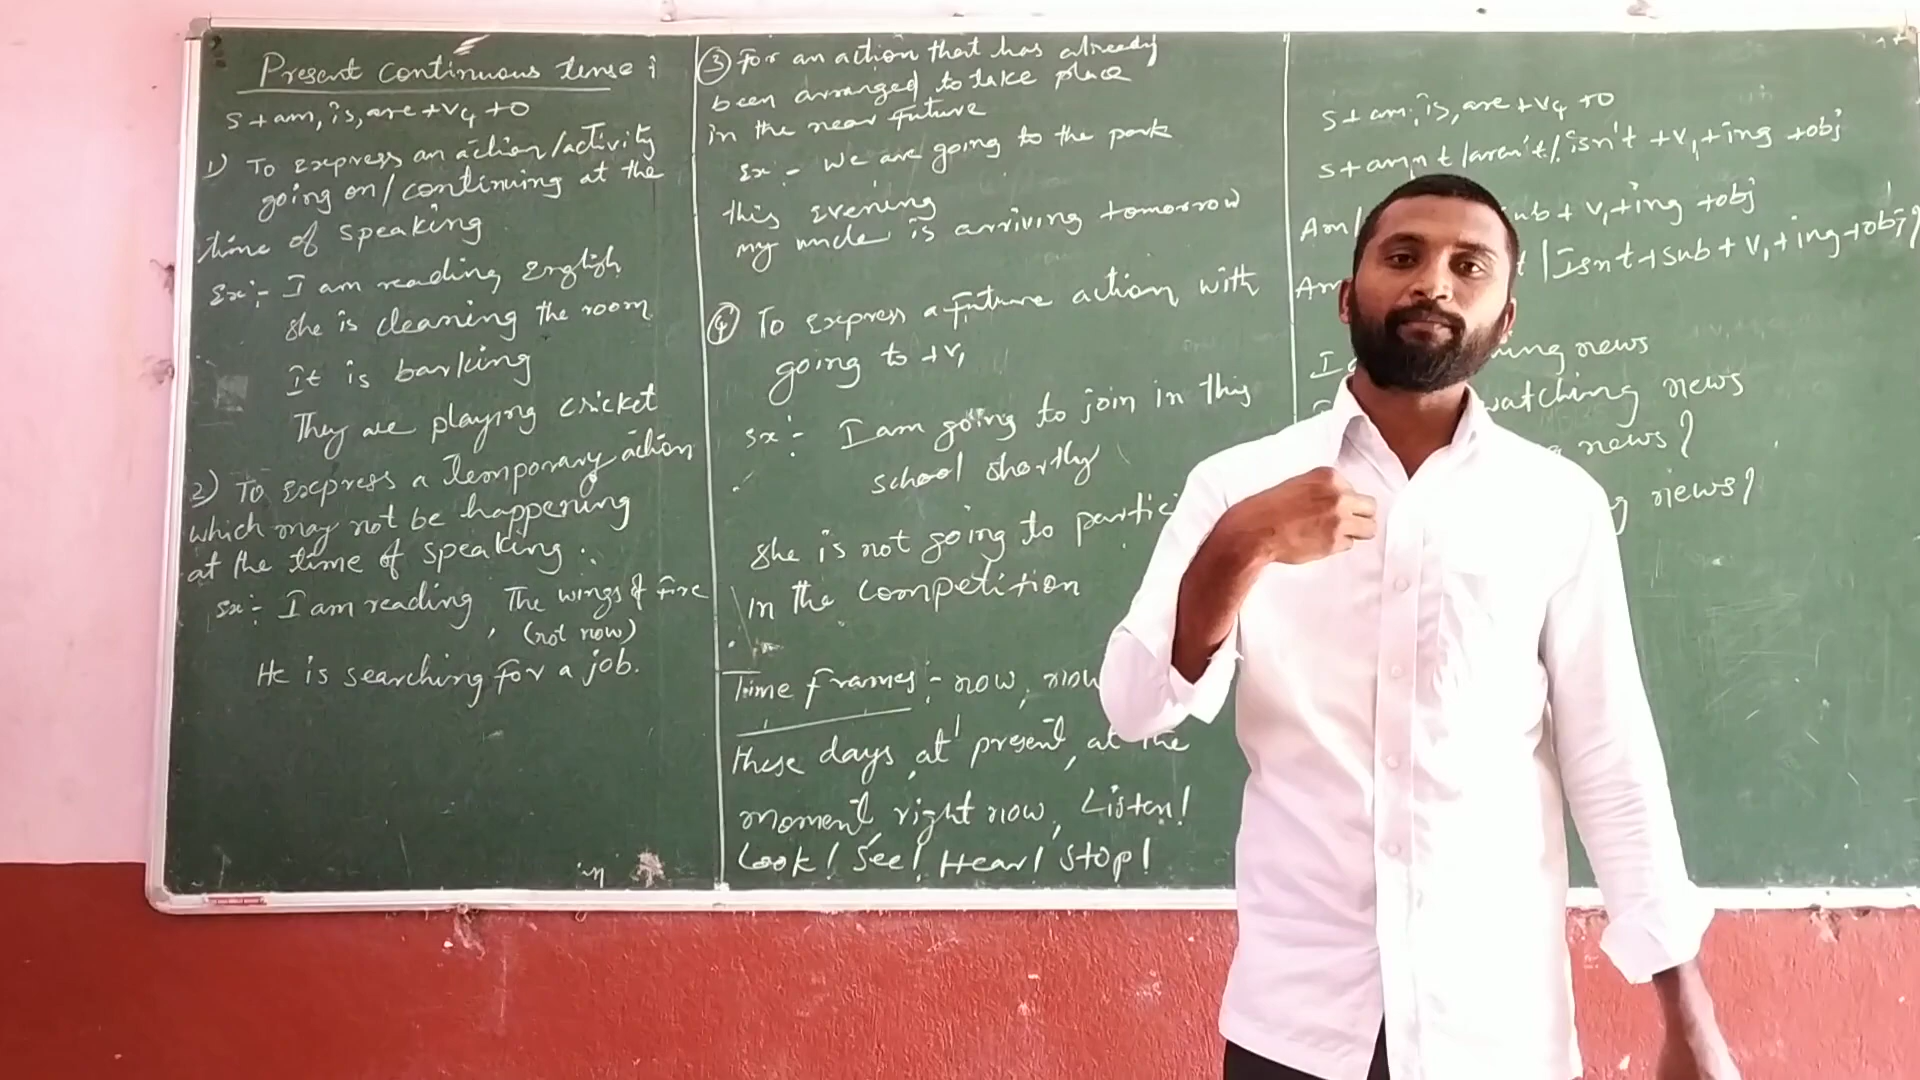 Present continuous tense :
S + am, is, are + V4 + O
1) To Express an action/activity
going on/continuing at the
time of speaking
Ex:- I am reading English
She is cleaning the room
It is barking
They are playing cricket
2) To Express a temporary action
which may not be happening
at the time of speaking.
Ex:- I am reading The wings of Fire
(not now)
He is searching for a job.
③ For an action that has already
been arranged to take place
in the near future
Ex:- We are going to the park
this Evening
my uncle is arriving tomorrow
④ To Express a future action with
going to + V1
Ex:- I am going to join in this
school shortly
She is not going to
in the competition
Time frames :- now,
these days, at present, at the
moment, right now, Listen!
Look! See! Hear! Stop!
S + am, is, are + V4 + O
S + amn't/aren't/isn't + V1 + ing + obj
Am/ + V1 + ing + obj
/Isn't + sub + V1 + ing + obj?
I news
watching news
news?
news?